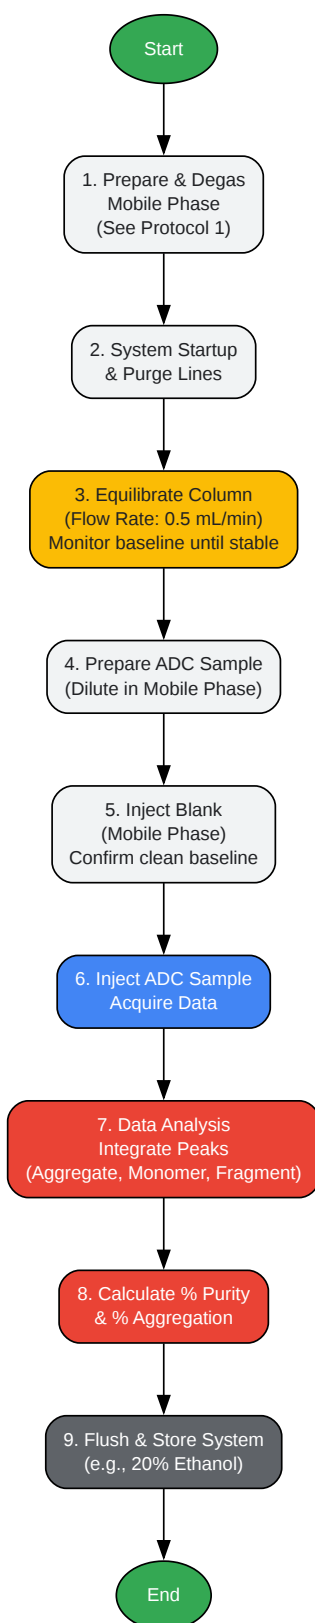 Start
1. Prepare & Degas
Mobile Phase
(See Protocol 1)
2. System Startup
& Purge Lines
3. Equilibrate Column
(Flow Rate: 0.5 mL/min)
Monitor baseline until stable
4. Prepare ADC Sample
(Dilute in Mobile Phase)
5. Inject Blank
(Mobile Phase)
Confirm clean baseline
6. Inject ADC Sample
Acquire Data
7. Data Analysis
Integrate Peaks
(Aggregate, Monomer, Fragment)
8. Calculate % Purity
& % Aggregation
9. Flush & Store System
(e.g., 20% Ethanol)
End